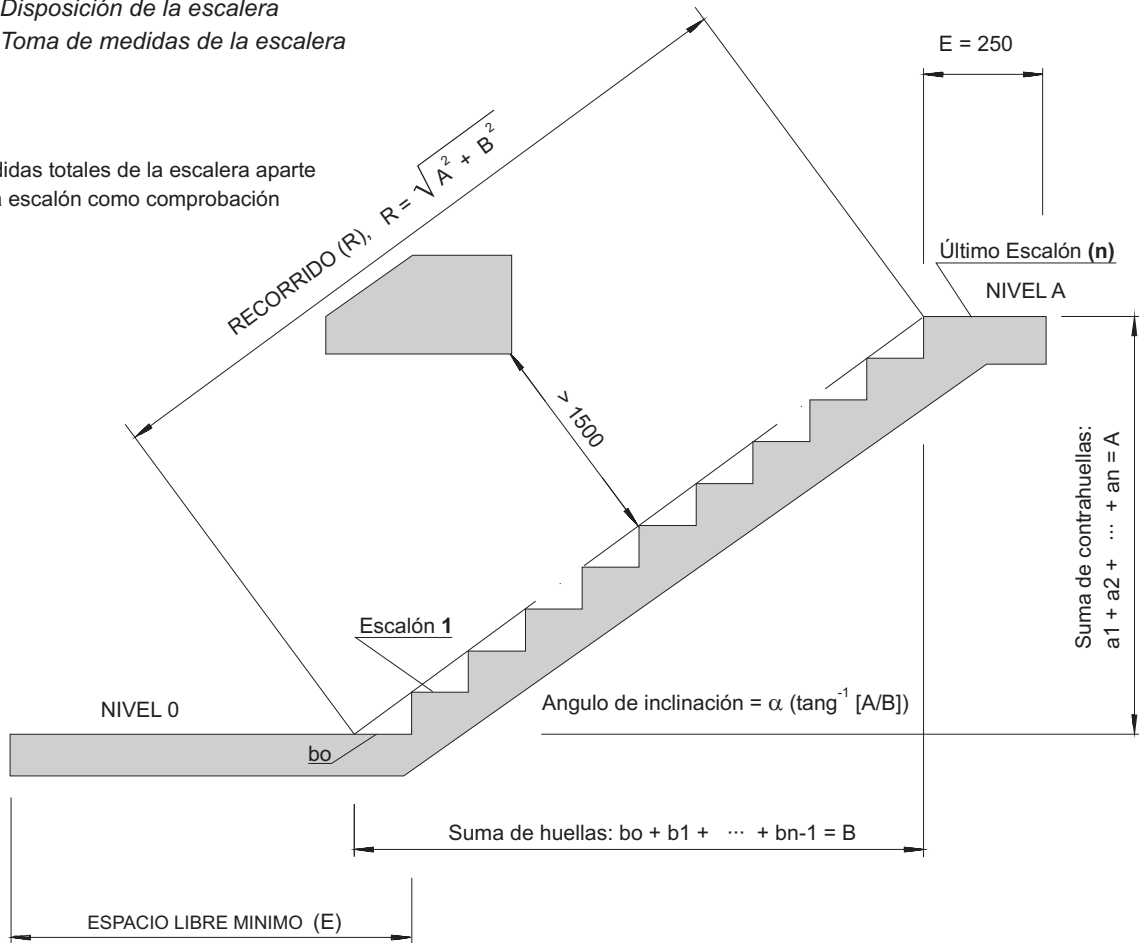 Disposición de la escalera
Toma de medidas de la escalera
E = 250
didas totales de la escalera aparte
escalón como comprobación
RECORRIDO (R), R = √A² + B²
Último Escalón (n)
NIVEL A
> 1500
Suma de contrahuellas:
a1 + a2 + ··· + an = A
Escalón 1
NIVEL 0
Angulo de inclinación = α (tang⁻¹ [A/B])
bo
Suma de huellas: bo + b1 + ··· + bn-1 = B
ESPACIO LIBRE MINIMO (E)